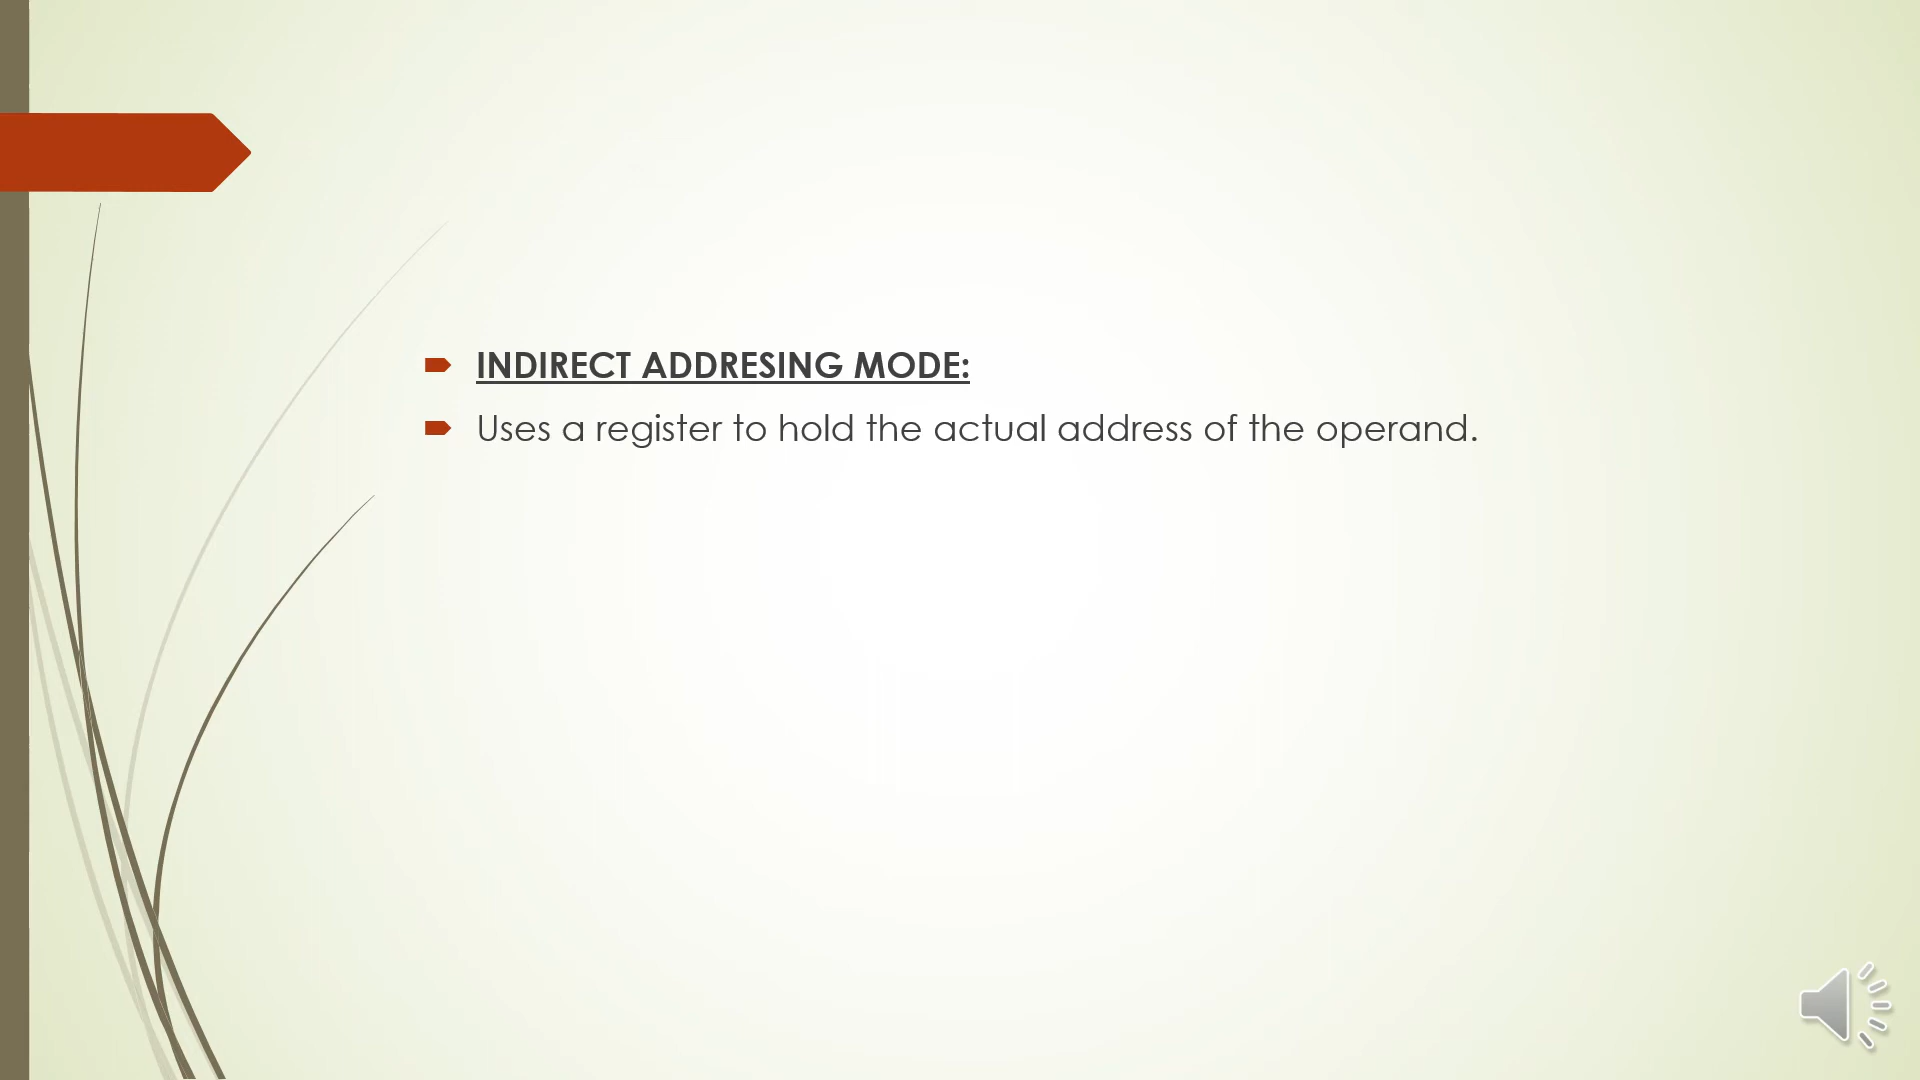 INDIRECT ADDRESING MODE:
Uses a register to hold the actual address of the operand.